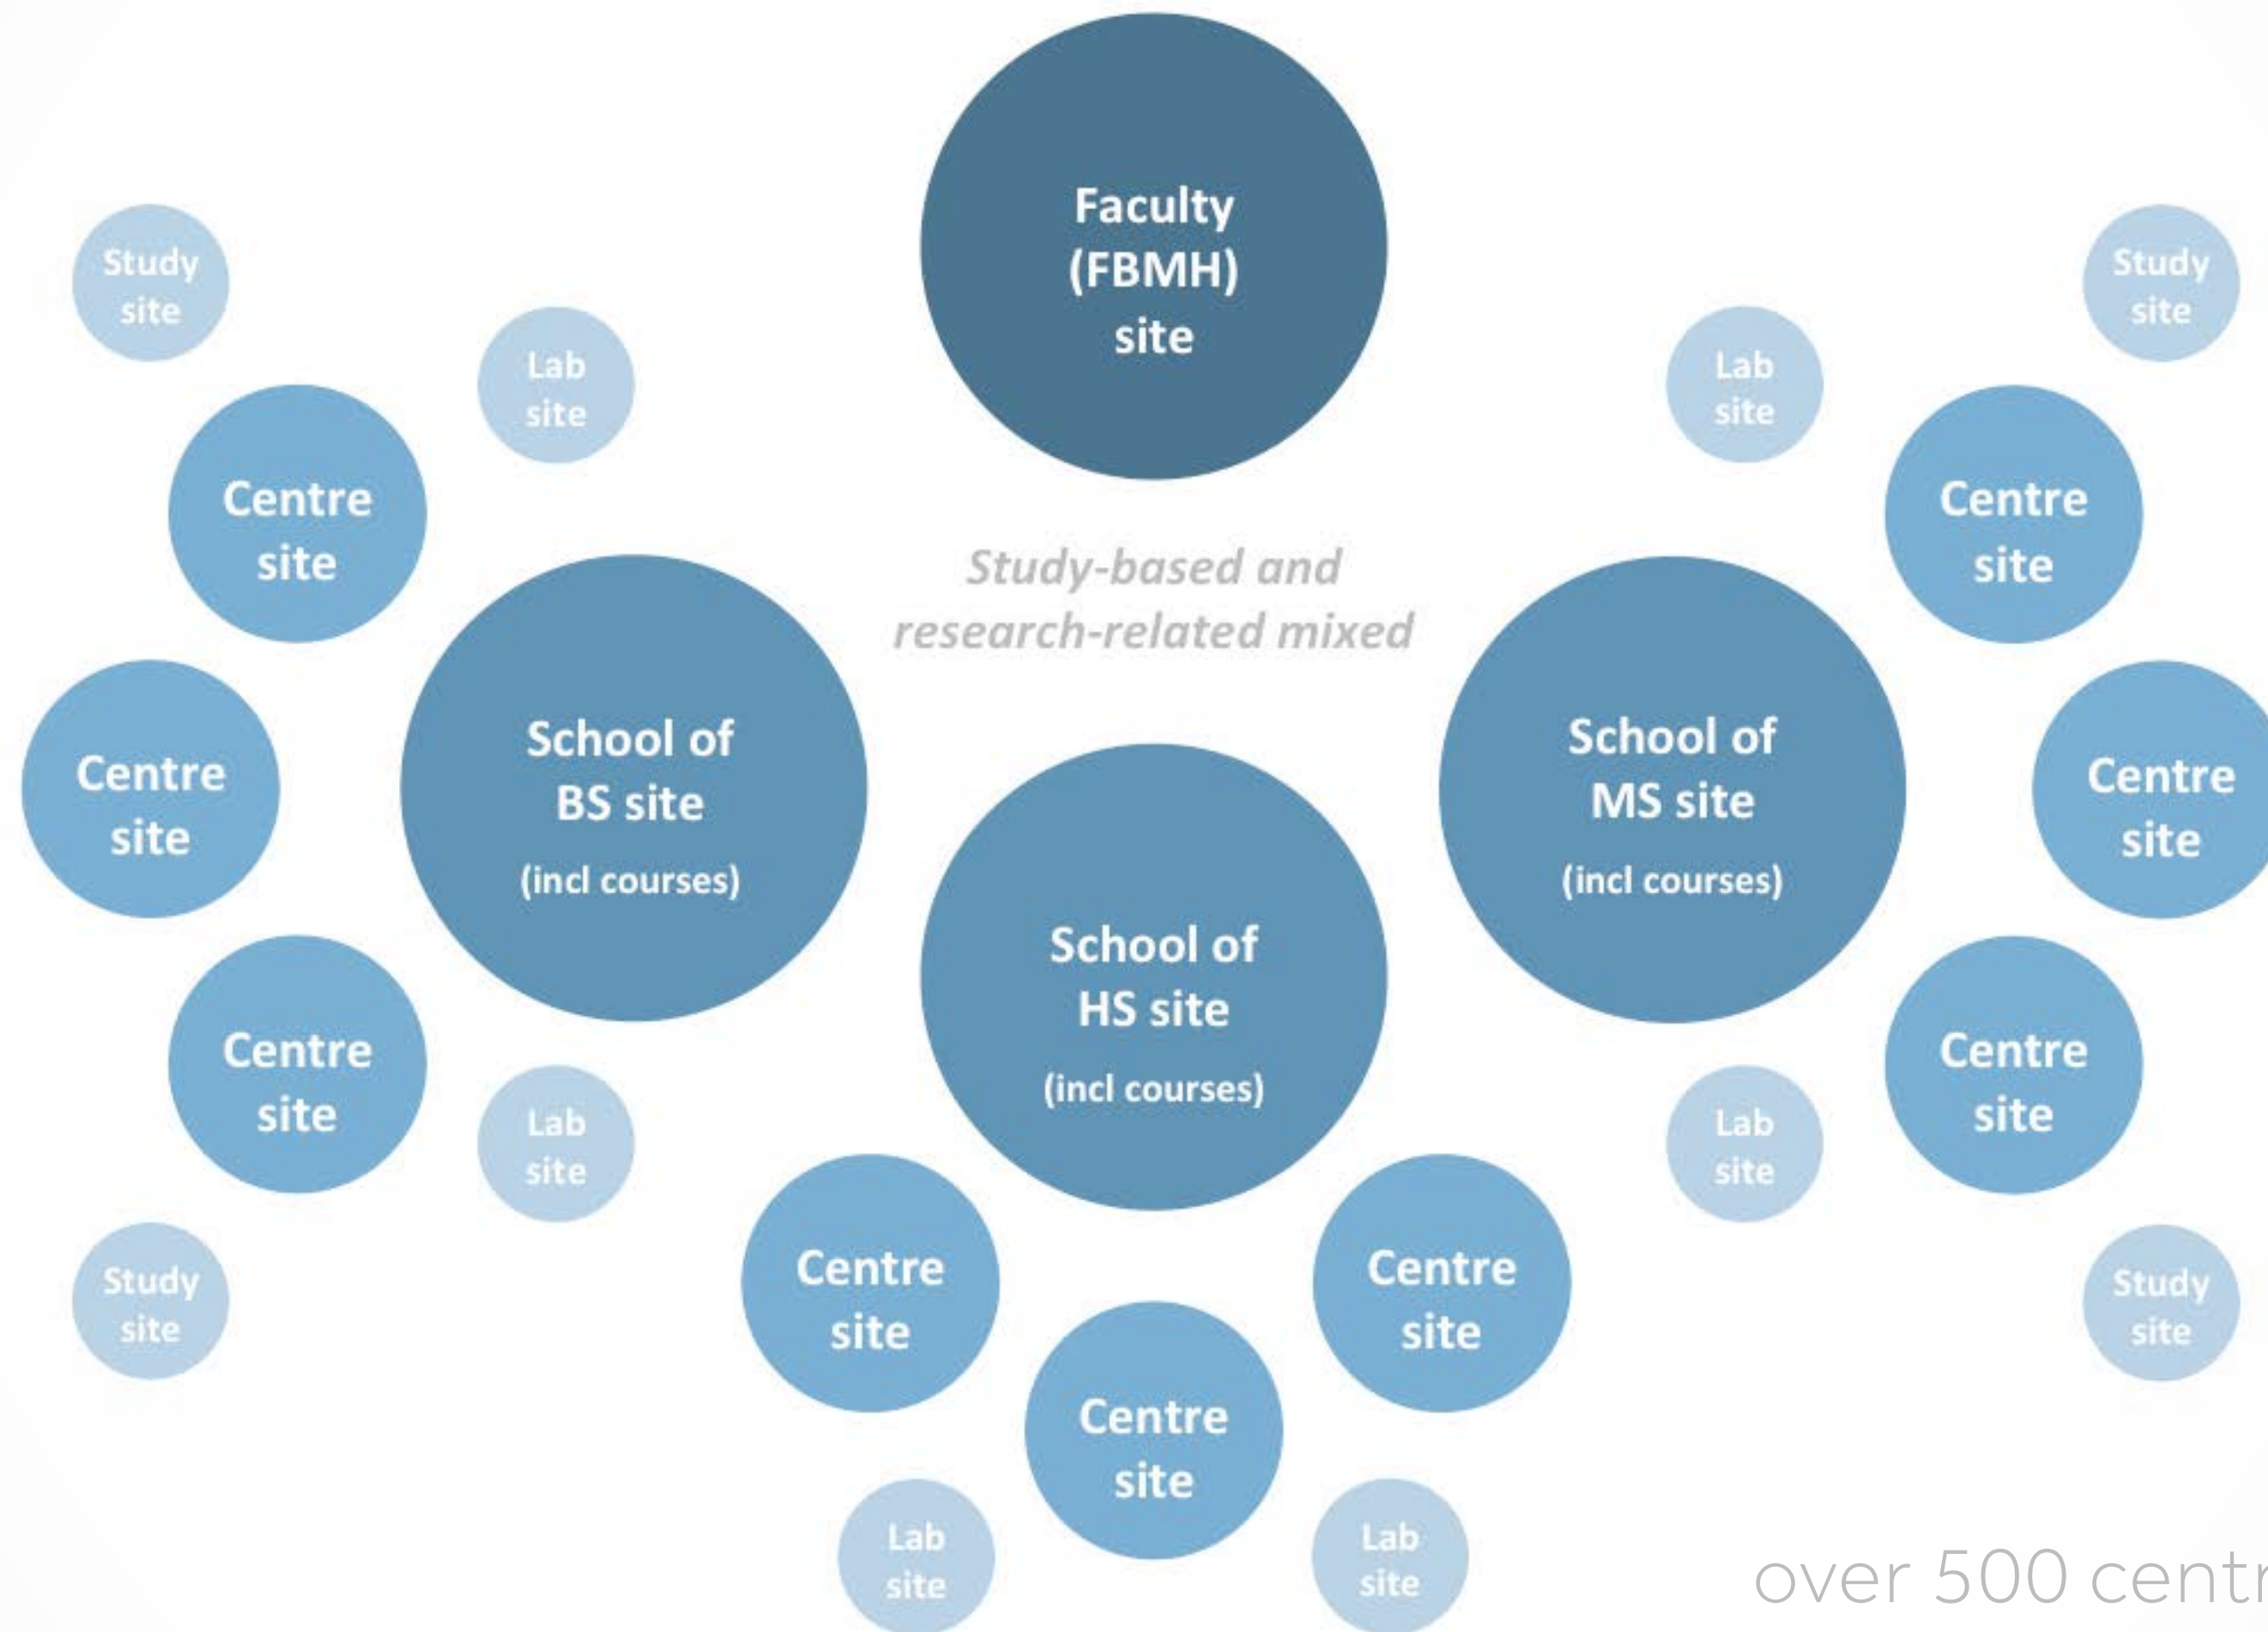 Faculty
(FBMH)
site
Study
site
Study
site
Lab
site
Lab
site
Centre
site
Centre
site
Study-based and
research-related mixed
School of
BS site
(incl courses)
School of
MS site
(incl courses)
Centre
site
Centre
site
School of
HS site
(incl courses)
Centre
site
Centre
site
Lab
site
Lab
site
Study
site
Study
site
Centre
site
Centre
site
Centre
site
Lab
site
Lab
site
over 500